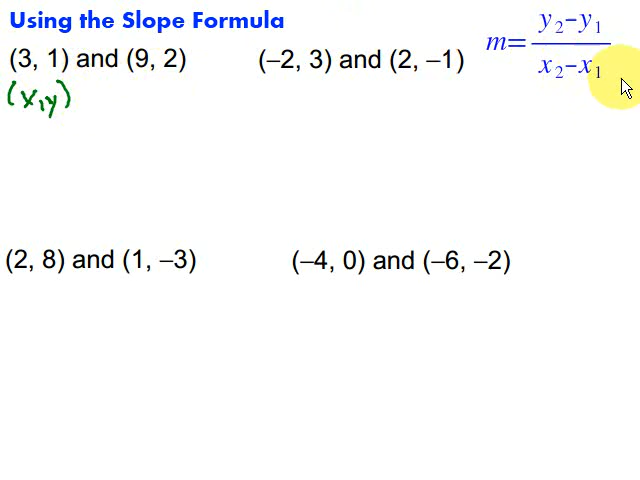 Using the Slope Formula
(3, 1) and (9, 2) (–2, 3) and (2, –1) m= y2–y1 / x2–x1
(x,y)
(2, 8) and (1, –3) (–4, 0) and (–6, –2)